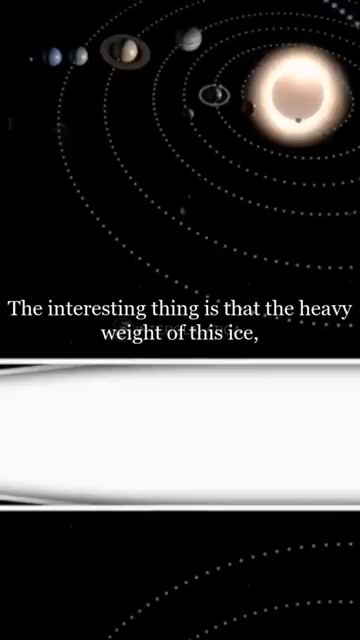 The interesting thing is that the heavy
weight of this ice,